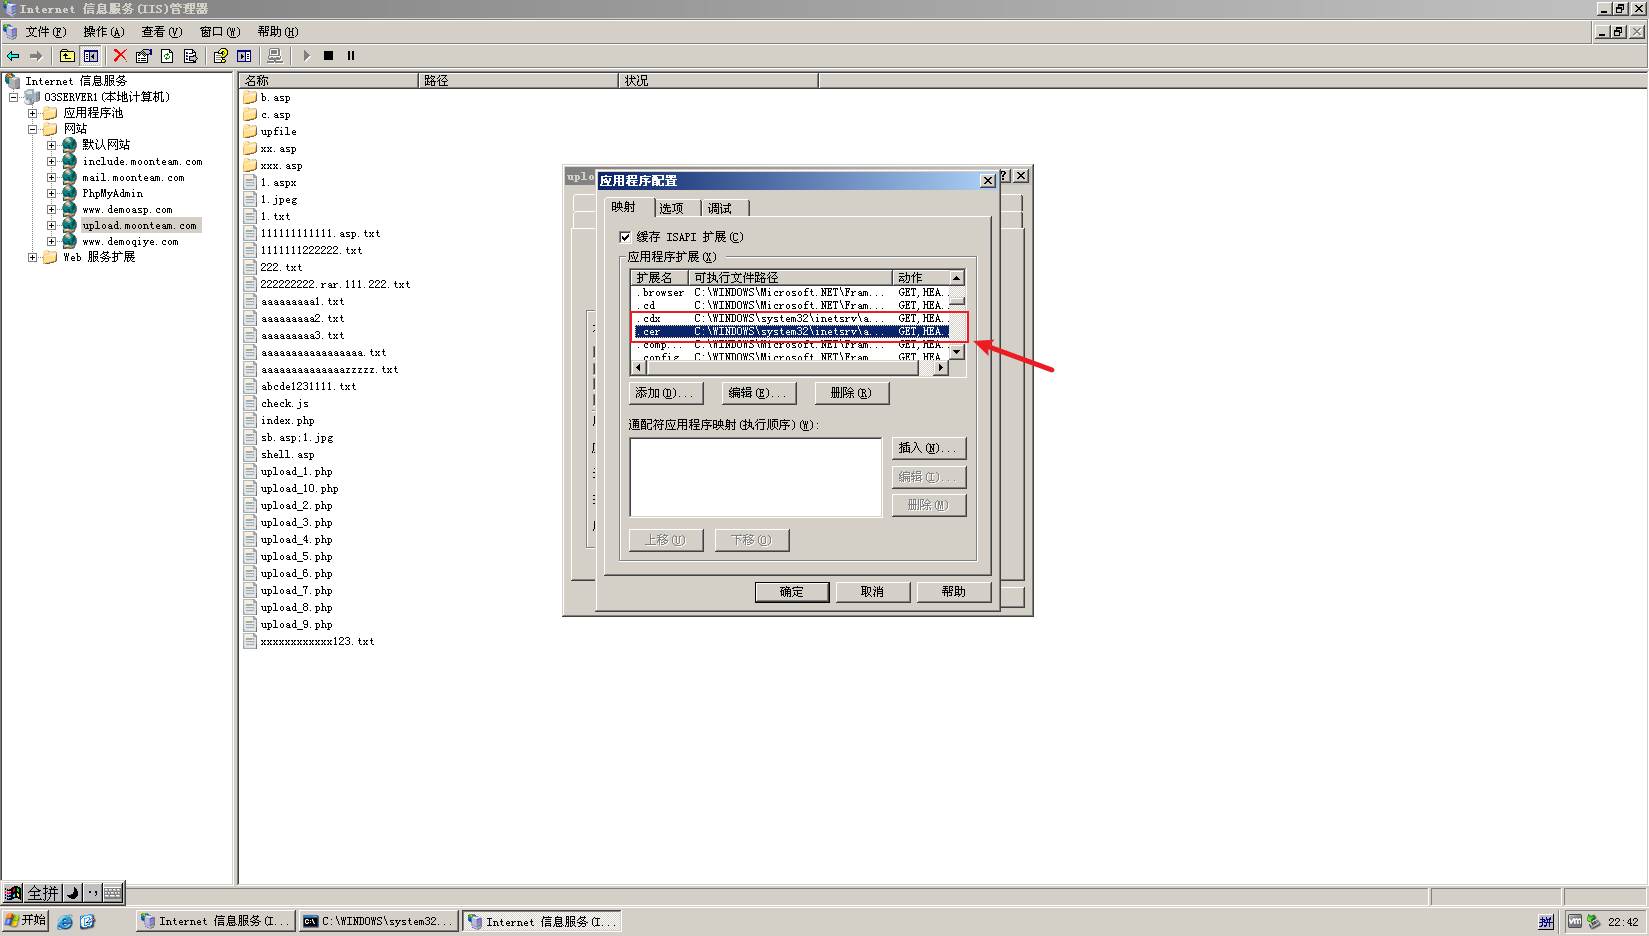 Internet 信息服务(IIS)管理器
文件(F) 操作(A) 查看(V) 窗口(W) 帮助(H)
Internet 信息服务
03SERVER1(本地计算机)
应用程序池
网站
默认网站
include.moonteam.com
mail.moonteam.com
PhpMyAdmin
www.demoasp.com
upload.moonteam.com
www.demoqiye.com
Web 服务扩展
名称 路径 状况
b.asp
c.asp
upfile
xx.asp
xxx.asp
1.aspx
1.jpeg
1.txt
111111111111.asp.txt
1111111222222.txt
222.txt
222222222.rar.111.222.txt
aaaaaaaaa1.txt
aaaaaaaaa2.txt
aaaaaaaaa3.txt
aaaaaaaaaaaaaaaaa.txt
aaaaaaaaaaaaaazzzzz.txt
abcde1231111.txt
check.js
index.php
sb.asp;1.jpg
shell.asp
upload_1.php
upload_10.php
upload_2.php
upload_3.php
upload_4.php
upload_5.php
upload_6.php
upload_7.php
upload_8.php
upload_9.php
xxxxxxxxxxxx123.txt
uplo
应用程序配置
映射 选项 调试
缓存 ISAPI 扩展(C)
应用程序扩展(X)
扩展名 可执行文件路径 动作
.browser C:\WINDOWS\Microsoft.NET\Fram... GET,HEA..
.cd C:\WINDOWS\Microsoft.NET\Fram... GET,HEA..
.cdx C:\WINDOWS\system32\inetsrv\a... GET,HEA..
.cer C:\WINDOWS\system32\inetsrv\a... GET,HEA..
.comp... C:\WINDOWS\Microsoft.NET\Fram... GET,HEA..
.config C:\WINDOWS\Microsoft.NET\Fram... GET,HEA..
添加(D)... 编辑(E)... 删除(R)
通配符应用程序映射(执行顺序)(W):
插入(N)...
编辑(I)...
删除(M)
上移(U) 下移(O)
确定 取消 帮助
全拼
开始 Internet 信息服务(I... C:\WINDOWS\system32... Internet 信息服务(I... 拼 22:42